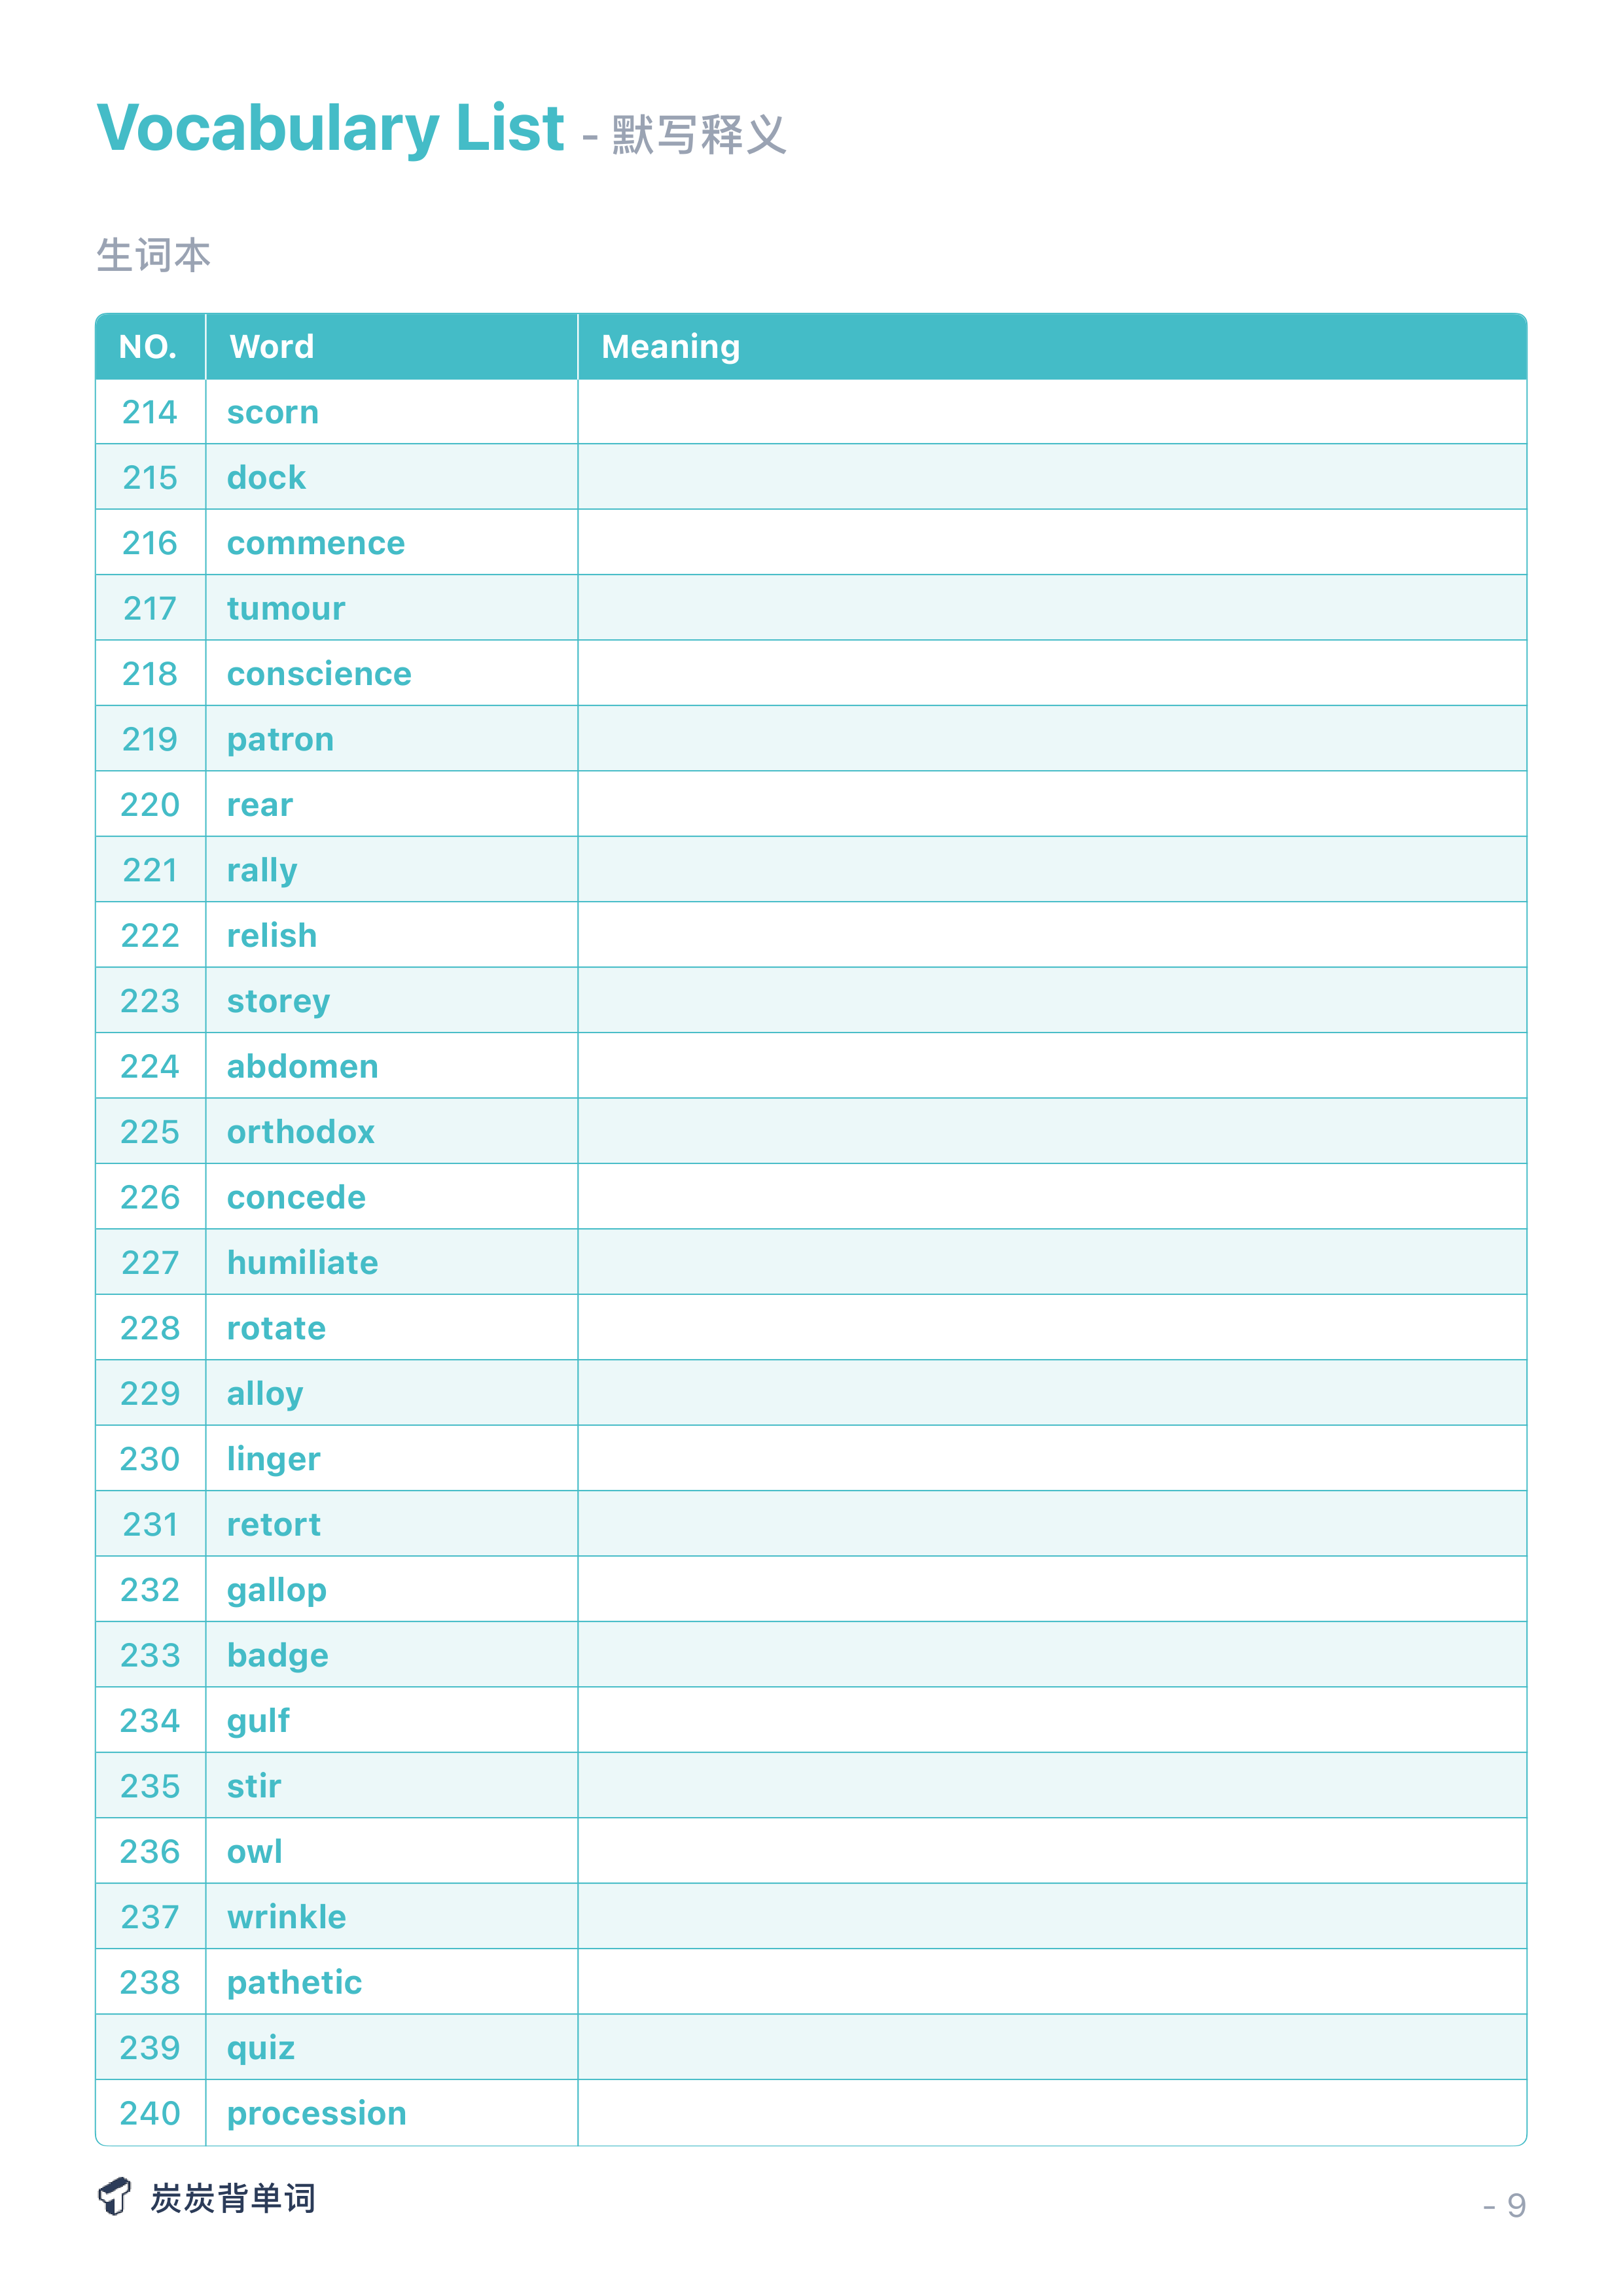 Vocabulary List - 默写释义
生词本
NO. Word Meaning
214 scorn
215 dock
216 commence
217 tumour
218 conscience
219 patron
220 rear
221 rally
222 relish
223 storey
224 abdomen
225 orthodox
226 concede
227 humiliate
228 rotate
229 alloy
230 linger
231 retort
232 gallop
233 badge
234 gulf
235 stir
236 owl
237 wrinkle
238 pathetic
239 quiz
240 procession
炭炭背单词
- 9